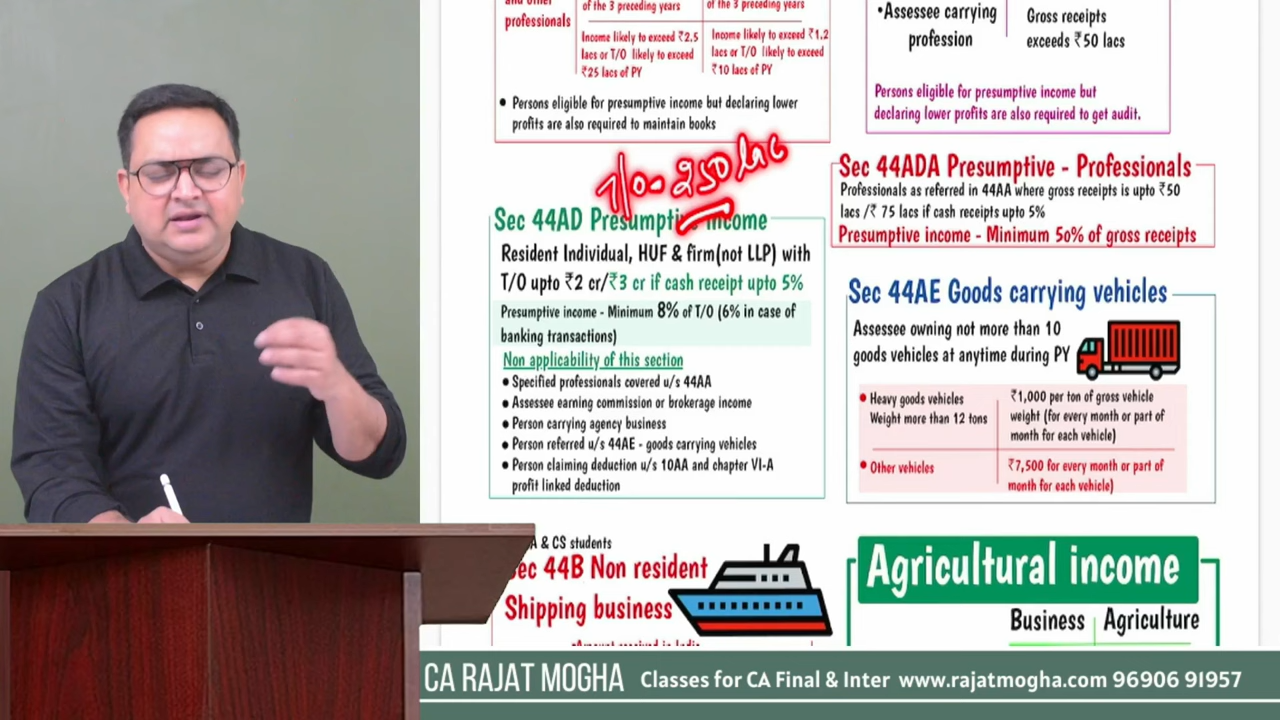 and other
professionals
of the 3 preceding years
of the 3 preceding years
Income likely to exceed ₹2.5
lacs or T/O likely to exceed
₹25 lacs of PY
Income likely to exceed ₹1.2
lacs or T/O likely to exceed
₹10 lacs of PY
• Persons eligible for presumptive income but declaring lower
profits are also required to maintain books
•Assessee carrying
profession
Gross receipts
exceeds ₹50 lacs
Persons eligible for presumptive income but
declaring lower profits are also required to get audit.
T/O - 250 lac
Sec 44AD Presumptive income
Resident Individual, HUF & firm(not LLP) with
T/O upto ₹2 cr/₹3 cr if cash receipt upto 5%
Presumptive income - Minimum 8% of T/O (6% in case of
banking transactions)
Non applicability of this section
• Specified professionals covered u/s 44AA
• Assessee earning commission or brokerage income
• Person carrying agency business
• Person referred u/s 44AE - goods carrying vehicles
• Person claiming deduction u/s 10AA and chapter VI-A
profit linked deduction
Sec 44ADA Presumptive - Professionals
Professionals as referred in 44AA where gross receipts is upto ₹50
lacs /₹ 75 lacs if cash receipts upto 5%
Presumptive income - Minimum 50% of gross receipts
Sec 44AE Goods carrying vehicles
Assessee owning not more than 10
goods vehicles at anytime during PY
• Heavy goods vehicles
Weight more than 12 tons
₹1,000 per ton of gross vehicle
weight (for every month or part of
month for each vehicle)
• Other vehicles
₹7,500 for every month or part of
month for each vehicle)
& CS students
Sec 44B Non resident
Shipping business
Agricultural income
Business Agriculture
CA RAJAT MOGHA Classes for CA Final & Inter www.rajatmogha.com 96906 91957